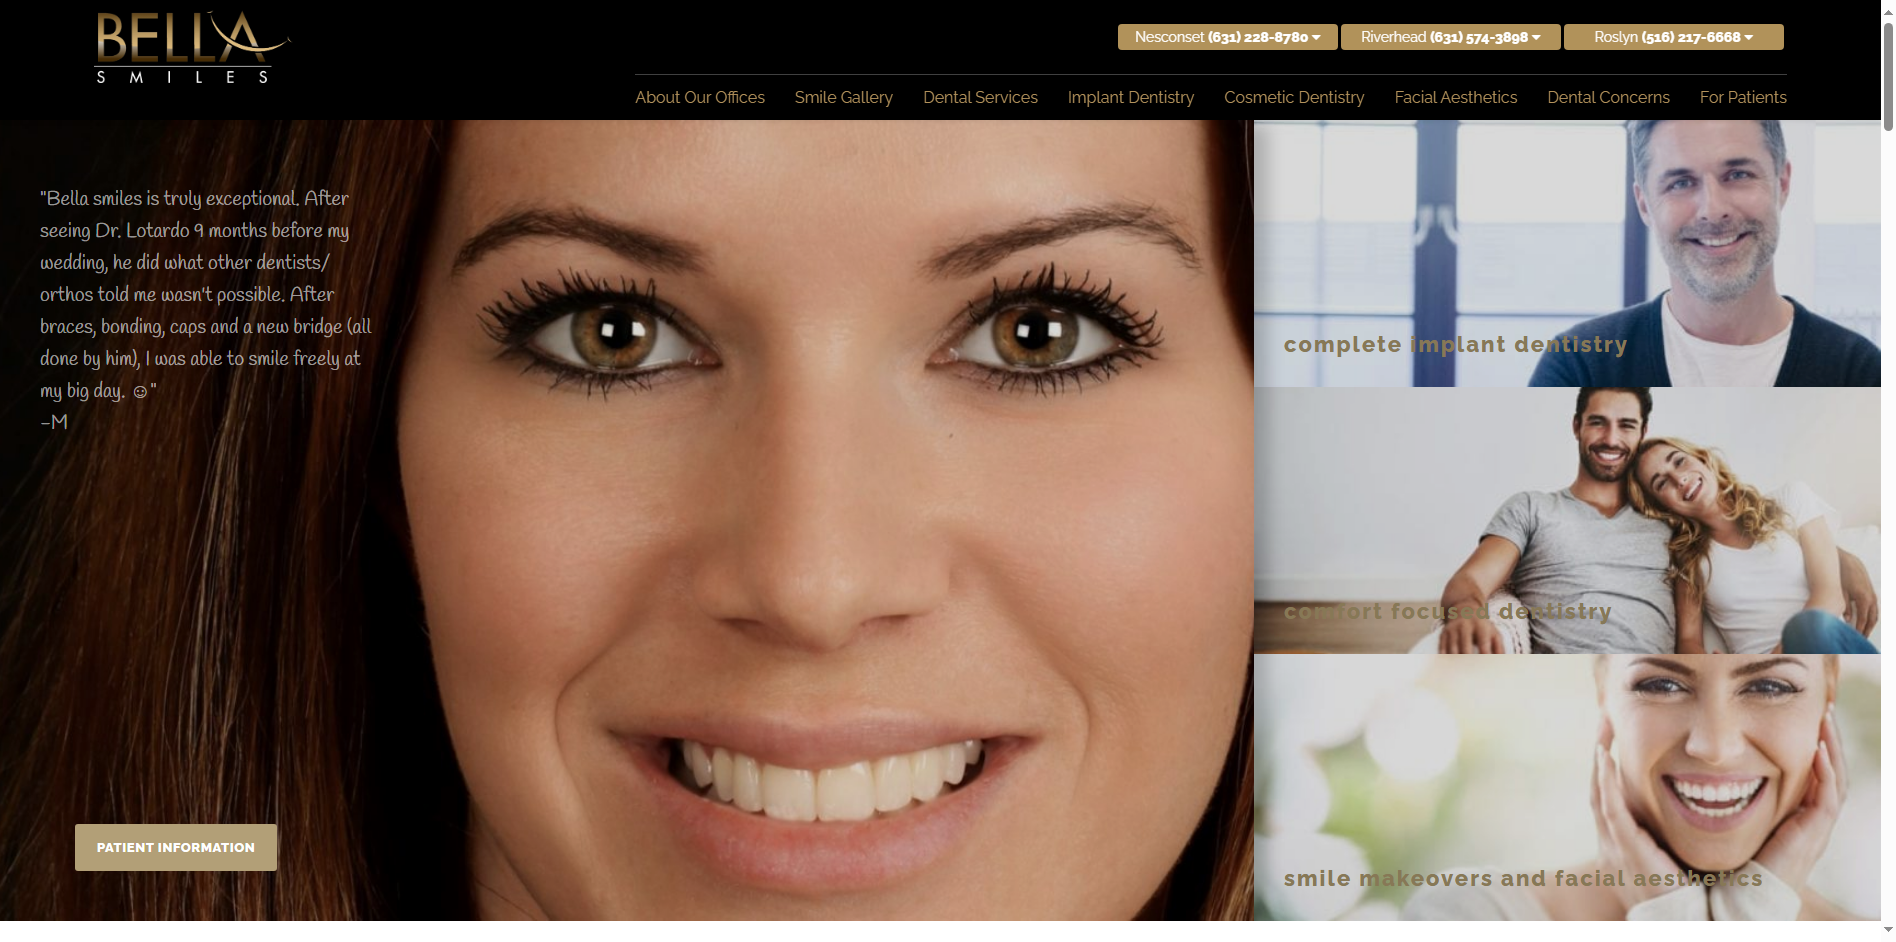 BELLA
SMILES
Nesconset (631) 228-8780
Riverhead (631) 574-3898
Roslyn (516) 217-6668
About Our Offices
Smile Gallery
Dental Services
Implant Dentistry
Cosmetic Dentistry
Facial Aesthetics
Dental Concerns
For Patients
"Bella smiles is truly exceptional. After
seeing Dr. Lotardo 9 months before my
wedding, he did what other dentists/
orthos told me wasn't possible. After
braces, bonding, caps and a new bridge (all
done by him), I was able to smile freely at
my big day. ☺"
-M
PATIENT INFORMATION
complete implant dentistry
comfort focused dentistry
smile makeovers and facial aesthetics